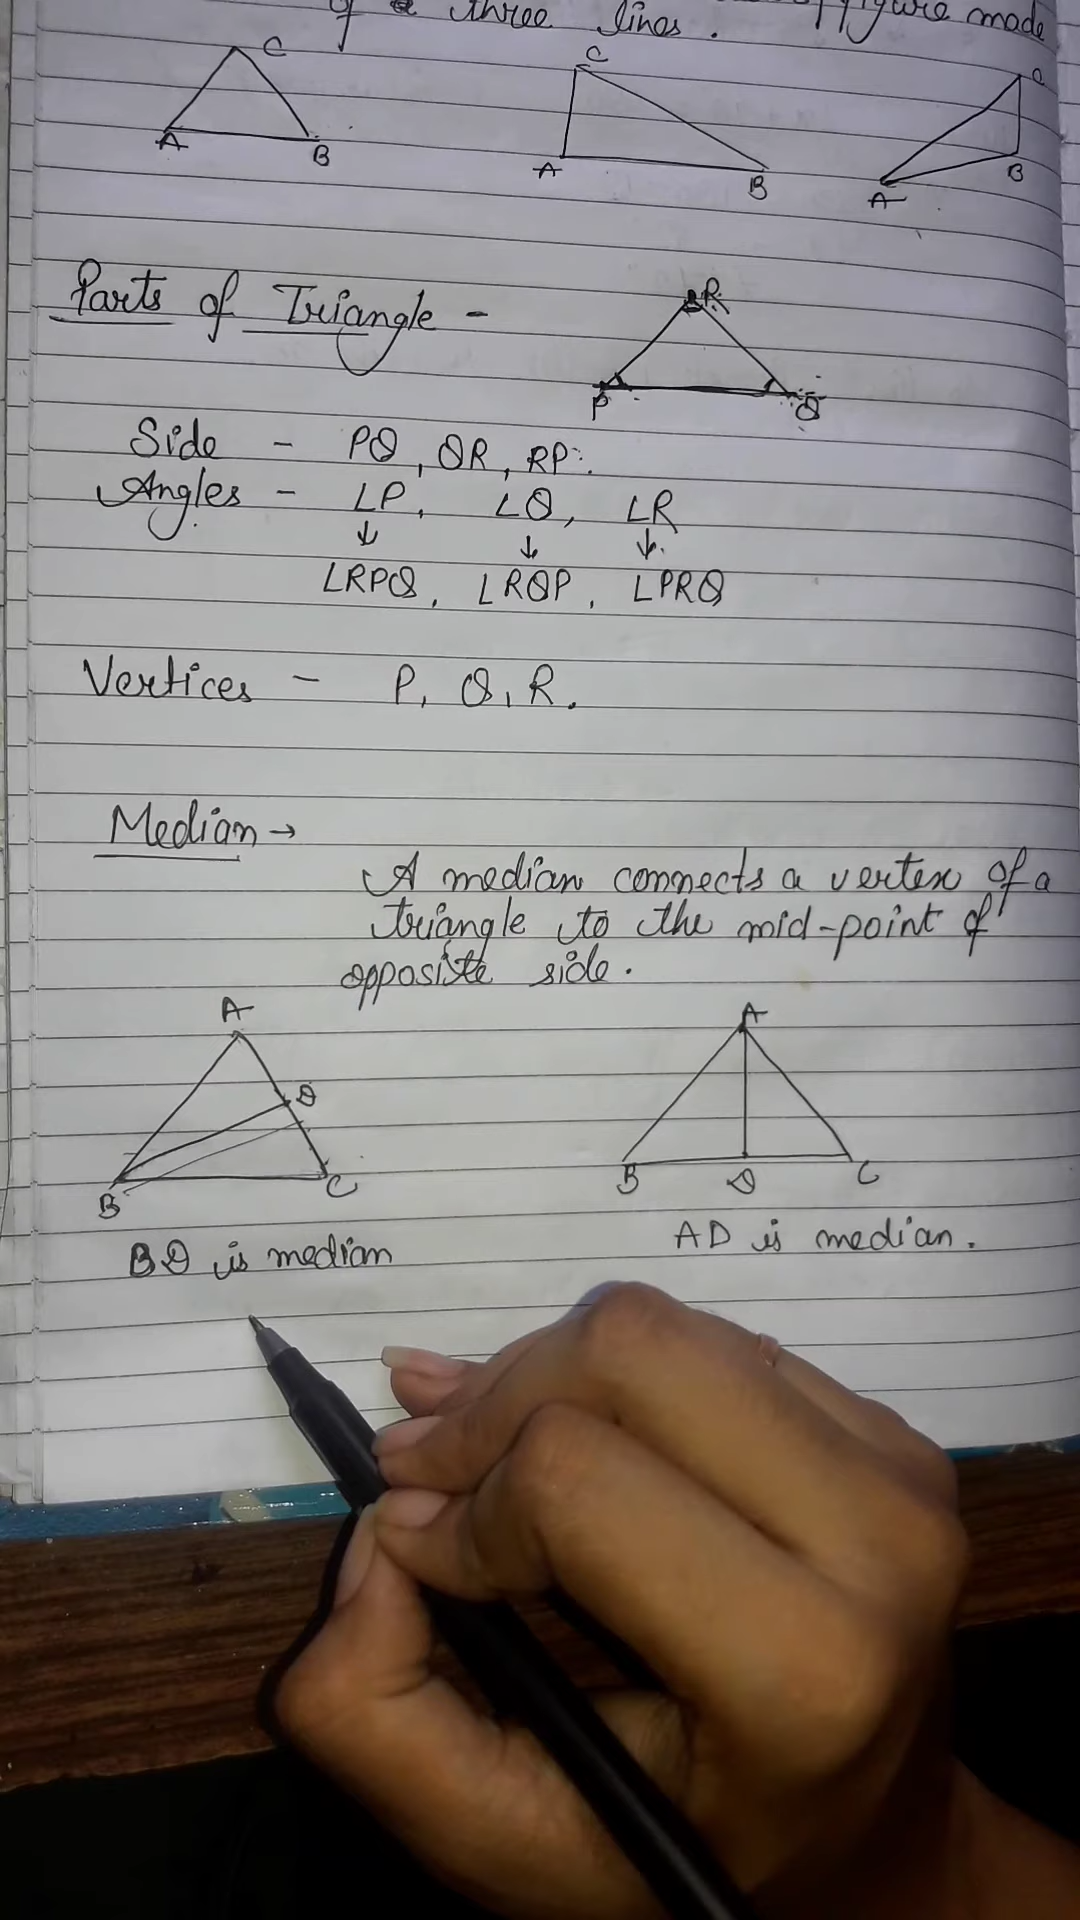 of a three lines. figure made
C C C
A B A B A B
Parts of Triangle - R
P Q
Side - PQ, QR, RP.
Angles - ∠P, ∠Q, ∠R
↓ ↓ ↓
∠RPQ, ∠RQP, ∠PRQ
Vertices - P, Q, R.
Median →
A median connects a vertex of a
triangle to the mid-point of
opposite side.
A A
D
B C B D C
BD is median AD is median.